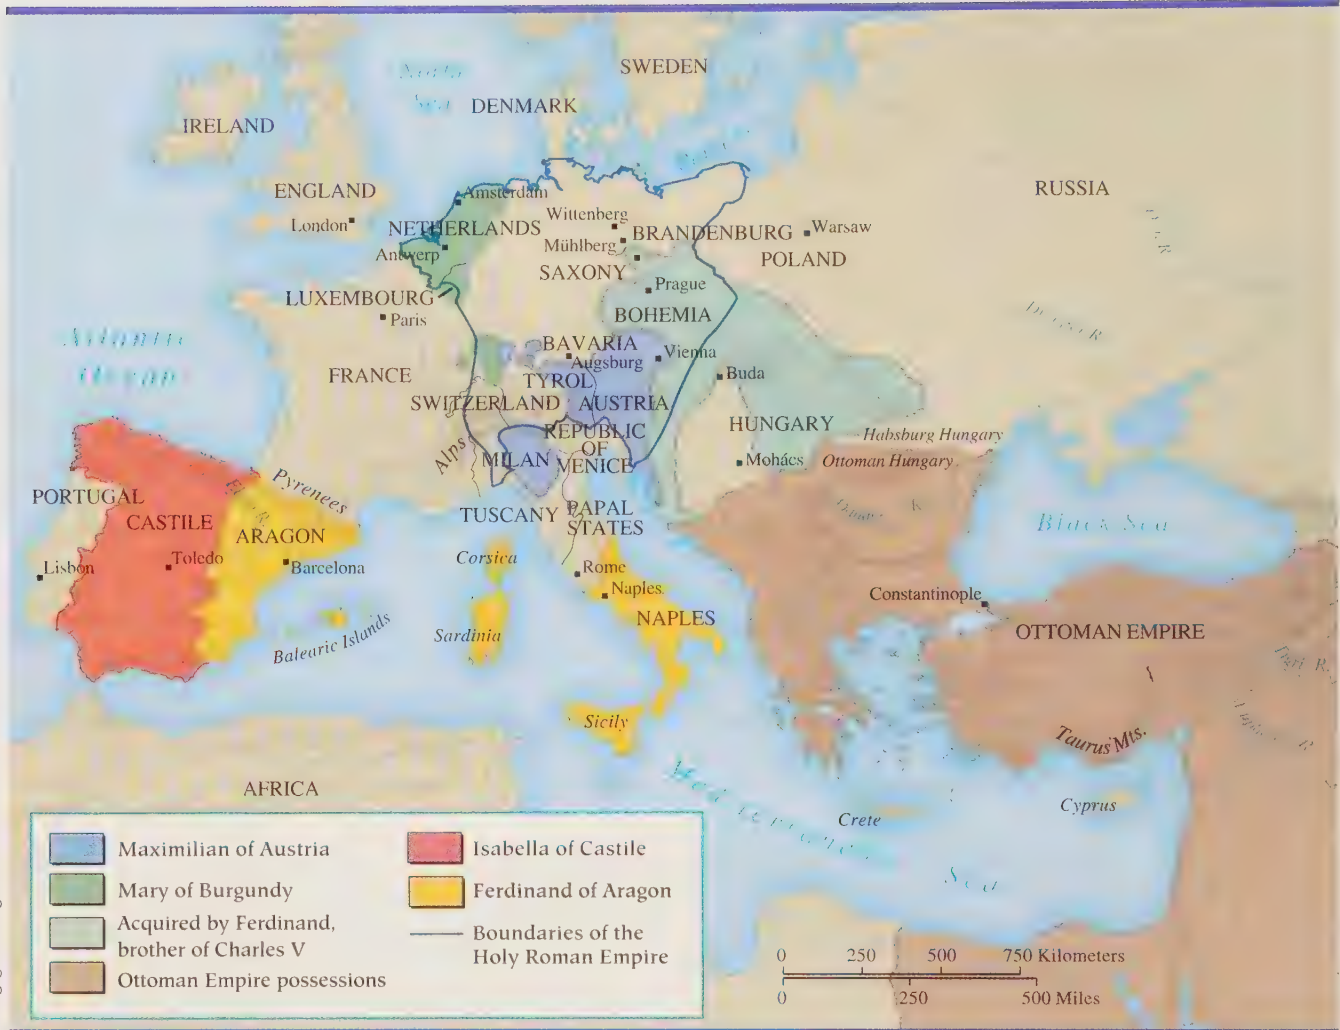 SWEDEN
North
Sea
DENMARK
IRELAND
ENGLAND
London
Amsterdam
NETHERLANDS
Antwerp
Wittenberg
Mühlberg
BRANDENBURG
SAXONY
Warsaw
POLAND
RUSSIA
LUXEMBOURG
Paris
Prague
BOHEMIA
Atlantic
Ocean
FRANCE
BAVARIA
Augsburg
Vienna
TYROL
SWITZERLAND
AUSTRIA
Buda
HUNGARY
Habsburg Hungary
Ottoman Hungary
Mohács
REPUBLIC
OF
VENICE
MILAN
Alps
PORTUGAL
Pyrenees
CASTILE
ARAGON
Toledo
Lisbon
Barcelona
TUSCANY
PAPAL
STATES
Corsica
Rome
Naples
NAPLES
Sardinia
Balearic Islands
Sicily
Black Sea
Constantinople
OTTOMAN EMPIRE
Taurus Mts.
Crete
Cyprus
Sea
AFRICA
Maximilian of Austria
Mary of Burgundy
Acquired by Ferdinand,
brother of Charles V
Ottoman Empire possessions
Isabella of Castile
Ferdinand of Aragon
Boundaries of the
Holy Roman Empire
0 250 500 750 Kilometers
0 250 500 Miles